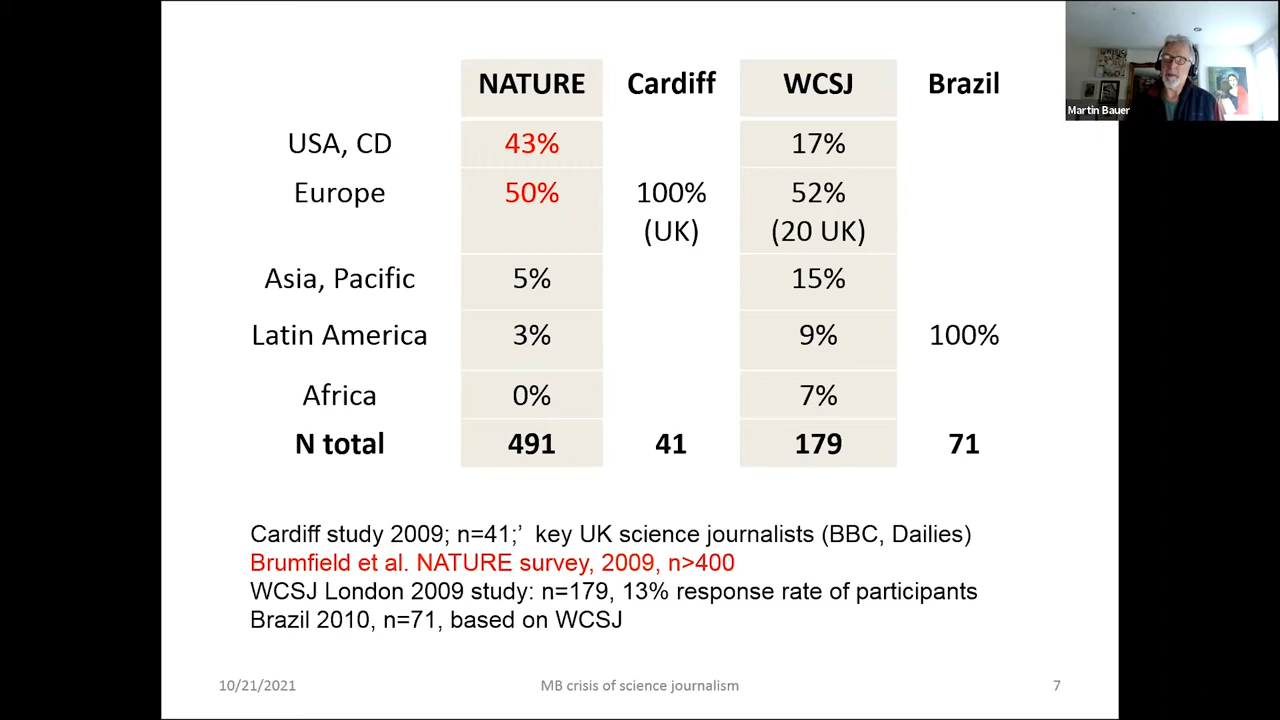 NATURE Cardiff WCSJ Brazil
Martin Bauer
USA, CD 43% 17%
Europe 50% 100% 52%
(UK) (20 UK)
Asia, Pacific 5% 15%
Latin America 3% 9% 100%
Africa 0% 7%
N total 491 41 179 71
Cardiff study 2009; n=41;’ key UK science journalists (BBC, Dailies)
Brumfield et al. NATURE survey, 2009, n>400
WCSJ London 2009 study: n=179, 13% response rate of participants
Brazil 2010, n=71, based on WCSJ
10/21/2021 MB crisis of science journalism 7